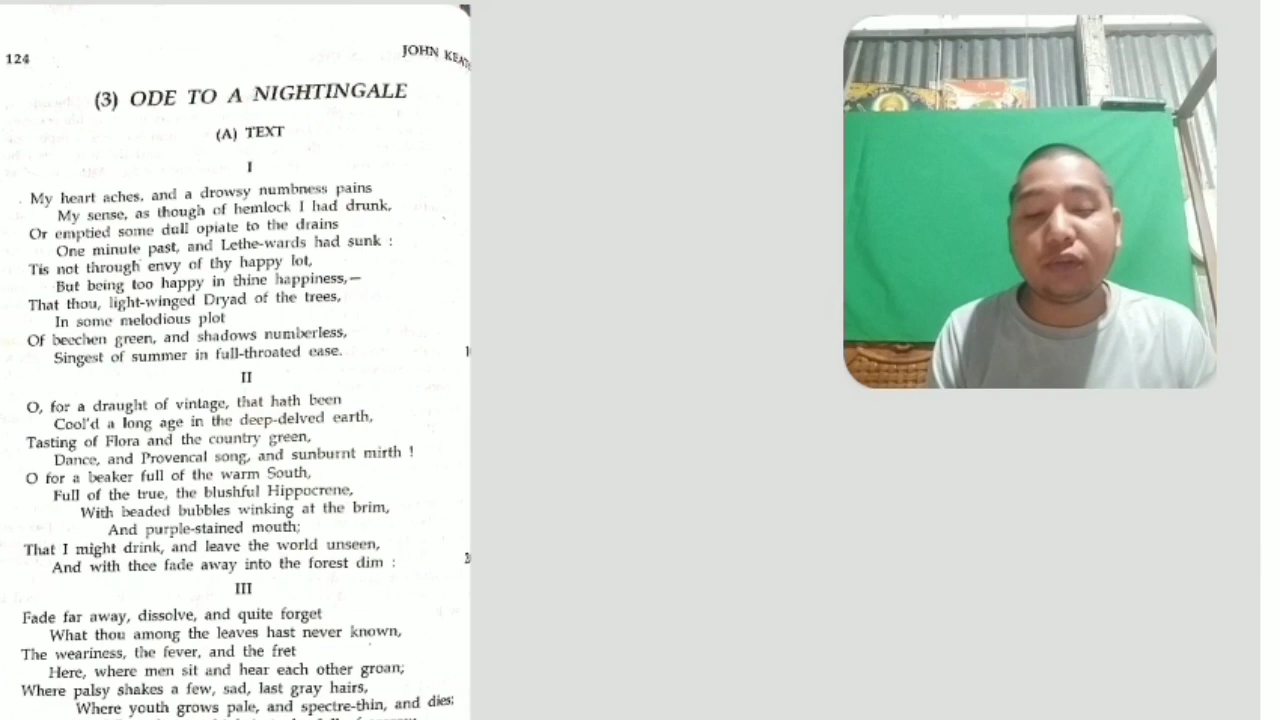 124
JOHN
(3) ODE TO A NIGHTINGALE
(A) TEXT
I
My heart aches, and a drowsy numbness pains
My sense, as though of hemlock I had drunk,
Or emptied some dull opiate to the drains
One minute past, and Lethe-wards had sunk :
Tis not through envy of thy happy lot,
But being too happy in thine happiness,—
That thou, light-winged Dryad of the trees,
In some melodious plot
Of beechen green, and shadows numberless,
Singest of summer in full-throated ease.
II
O, for a draught of vintage, that hath been
Cool'd a long age in the deep-delved earth,
Tasting of Flora and the country green,
Dance, and Provencal song, and sunburnt mirth !
O for a beaker full of the warm South,
Full of the true, the blushful Hippocrene,
With beaded bubbles winking at the brim,
And purple-stained mouth;
That I might drink, and leave the world unseen,
And with thee fade away into the forest dim :
III
Fade far away, dissolve, and quite forget
What thou among the leaves hast never known,
The weariness, the fever, and the fret
Here, where men sit and hear each other groan;
Where palsy shakes a few, sad, last gray hairs,
Where youth grows pale, and spectre-thin, and dies;